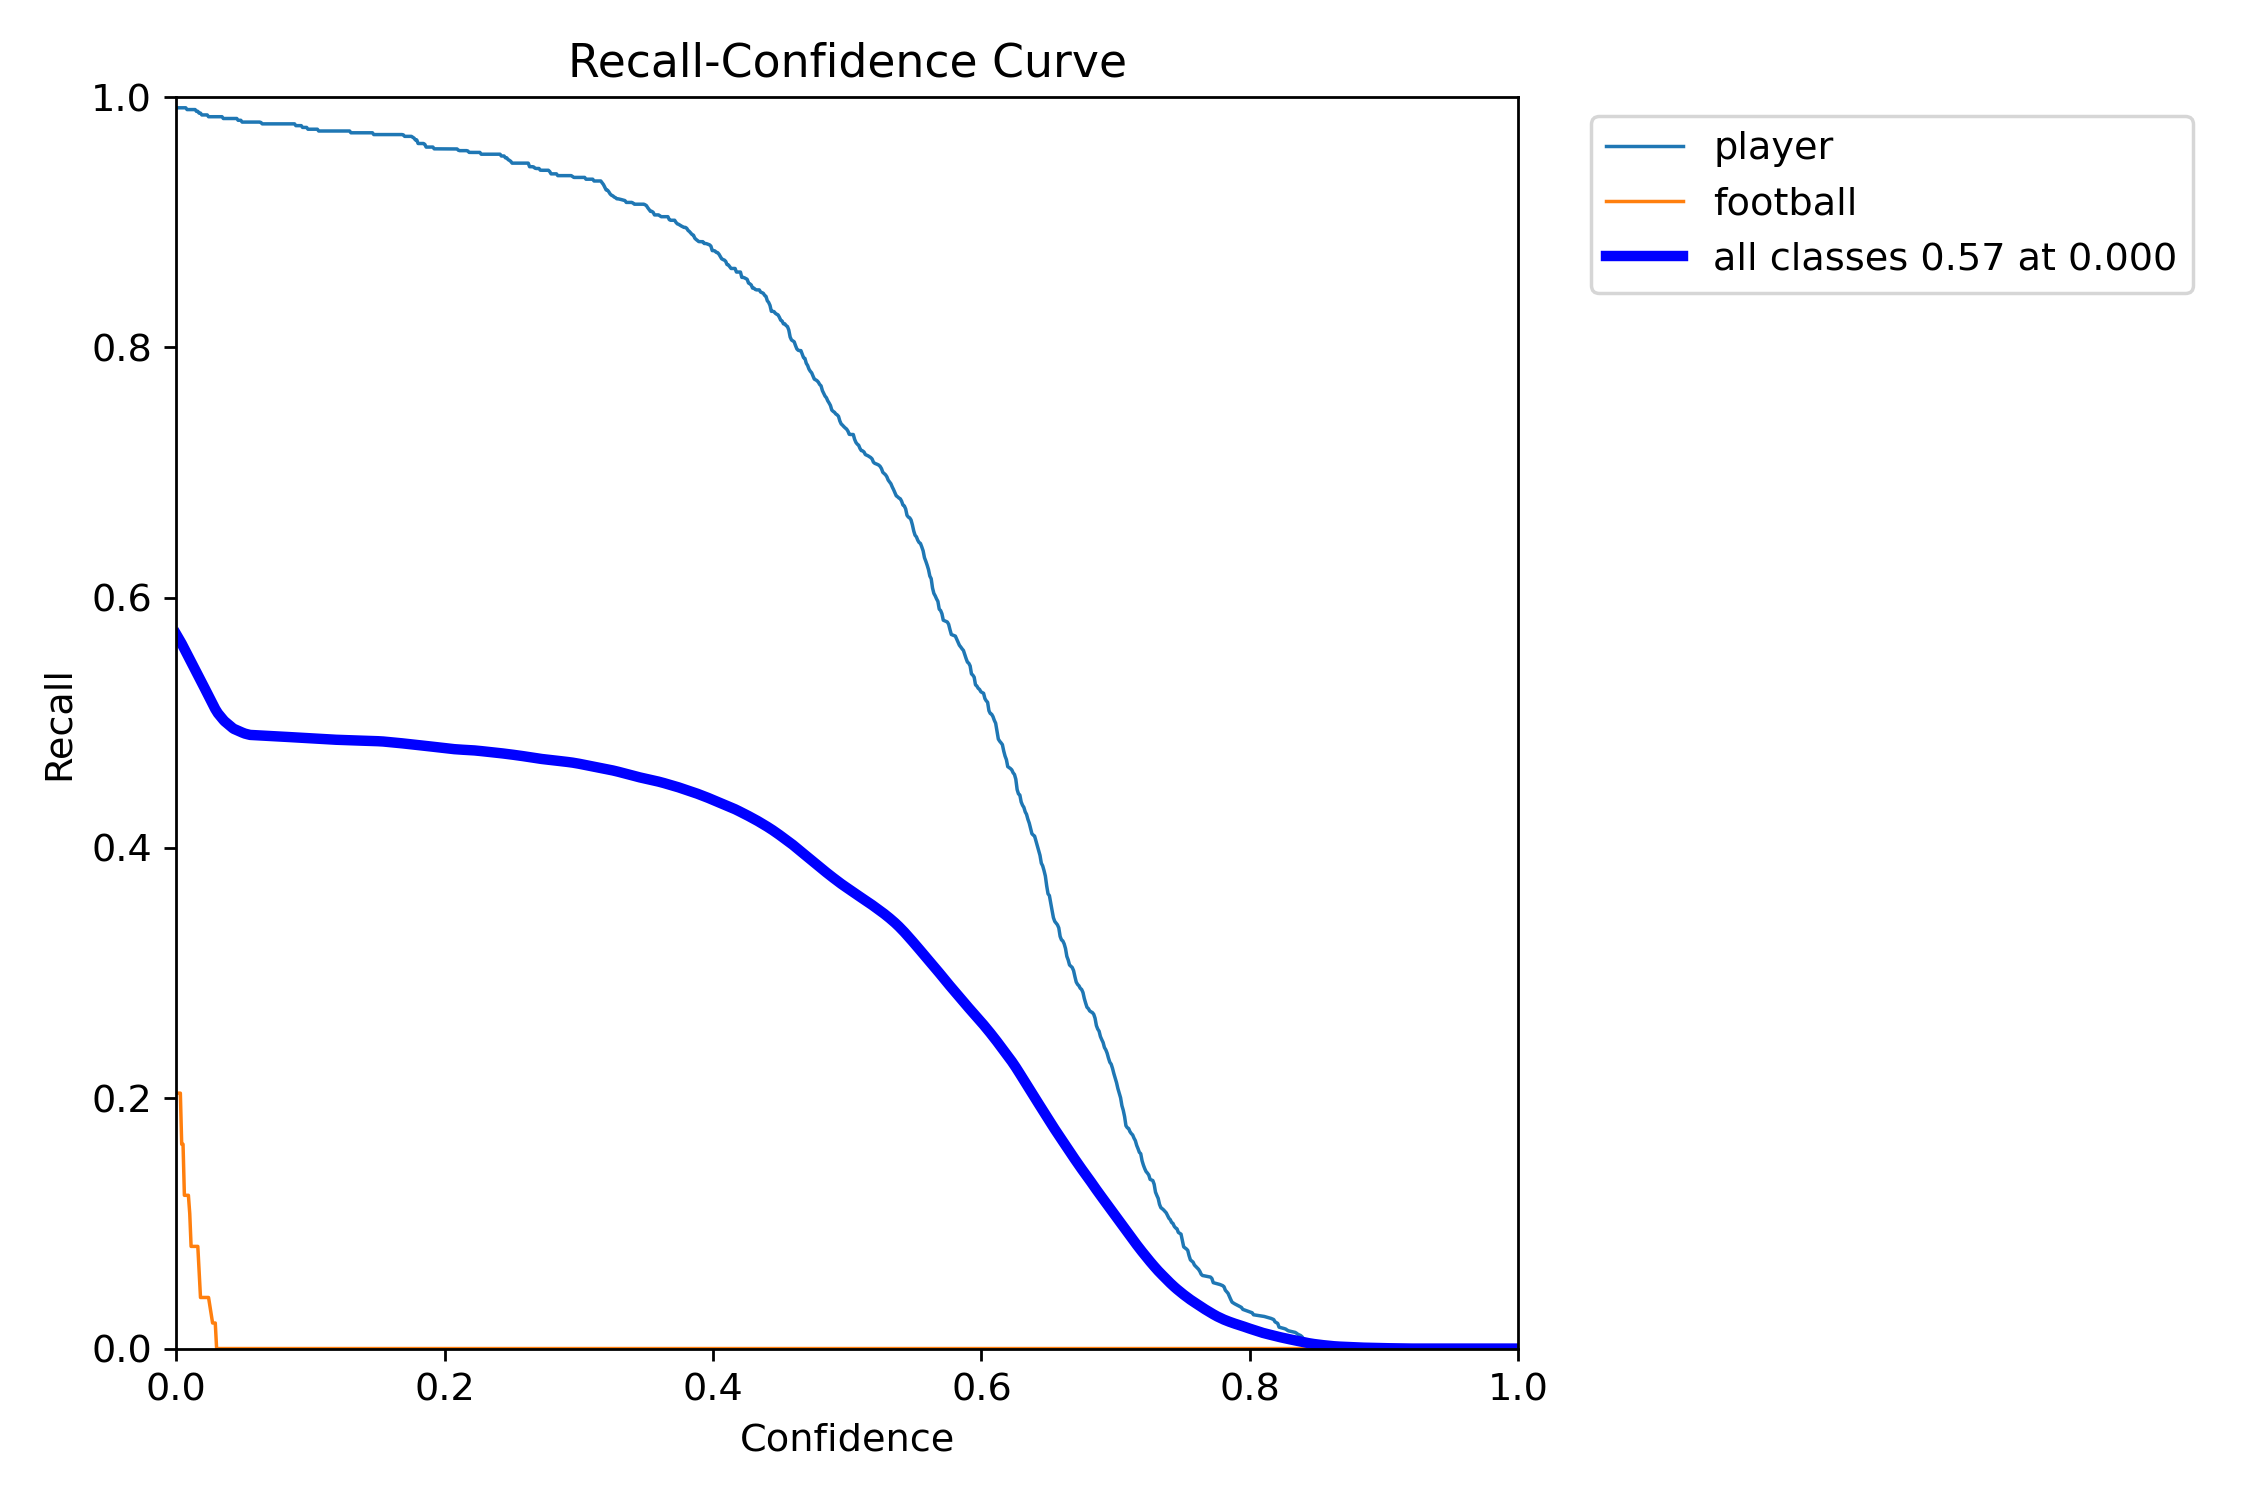 Recall-Confidence Curve
1.0
0.8
0.6
0.4
0.2
0.0
Recall
0.0 0.2 0.4 0.6 0.8 1.0
Confidence
player
football
all classes 0.57 at 0.000